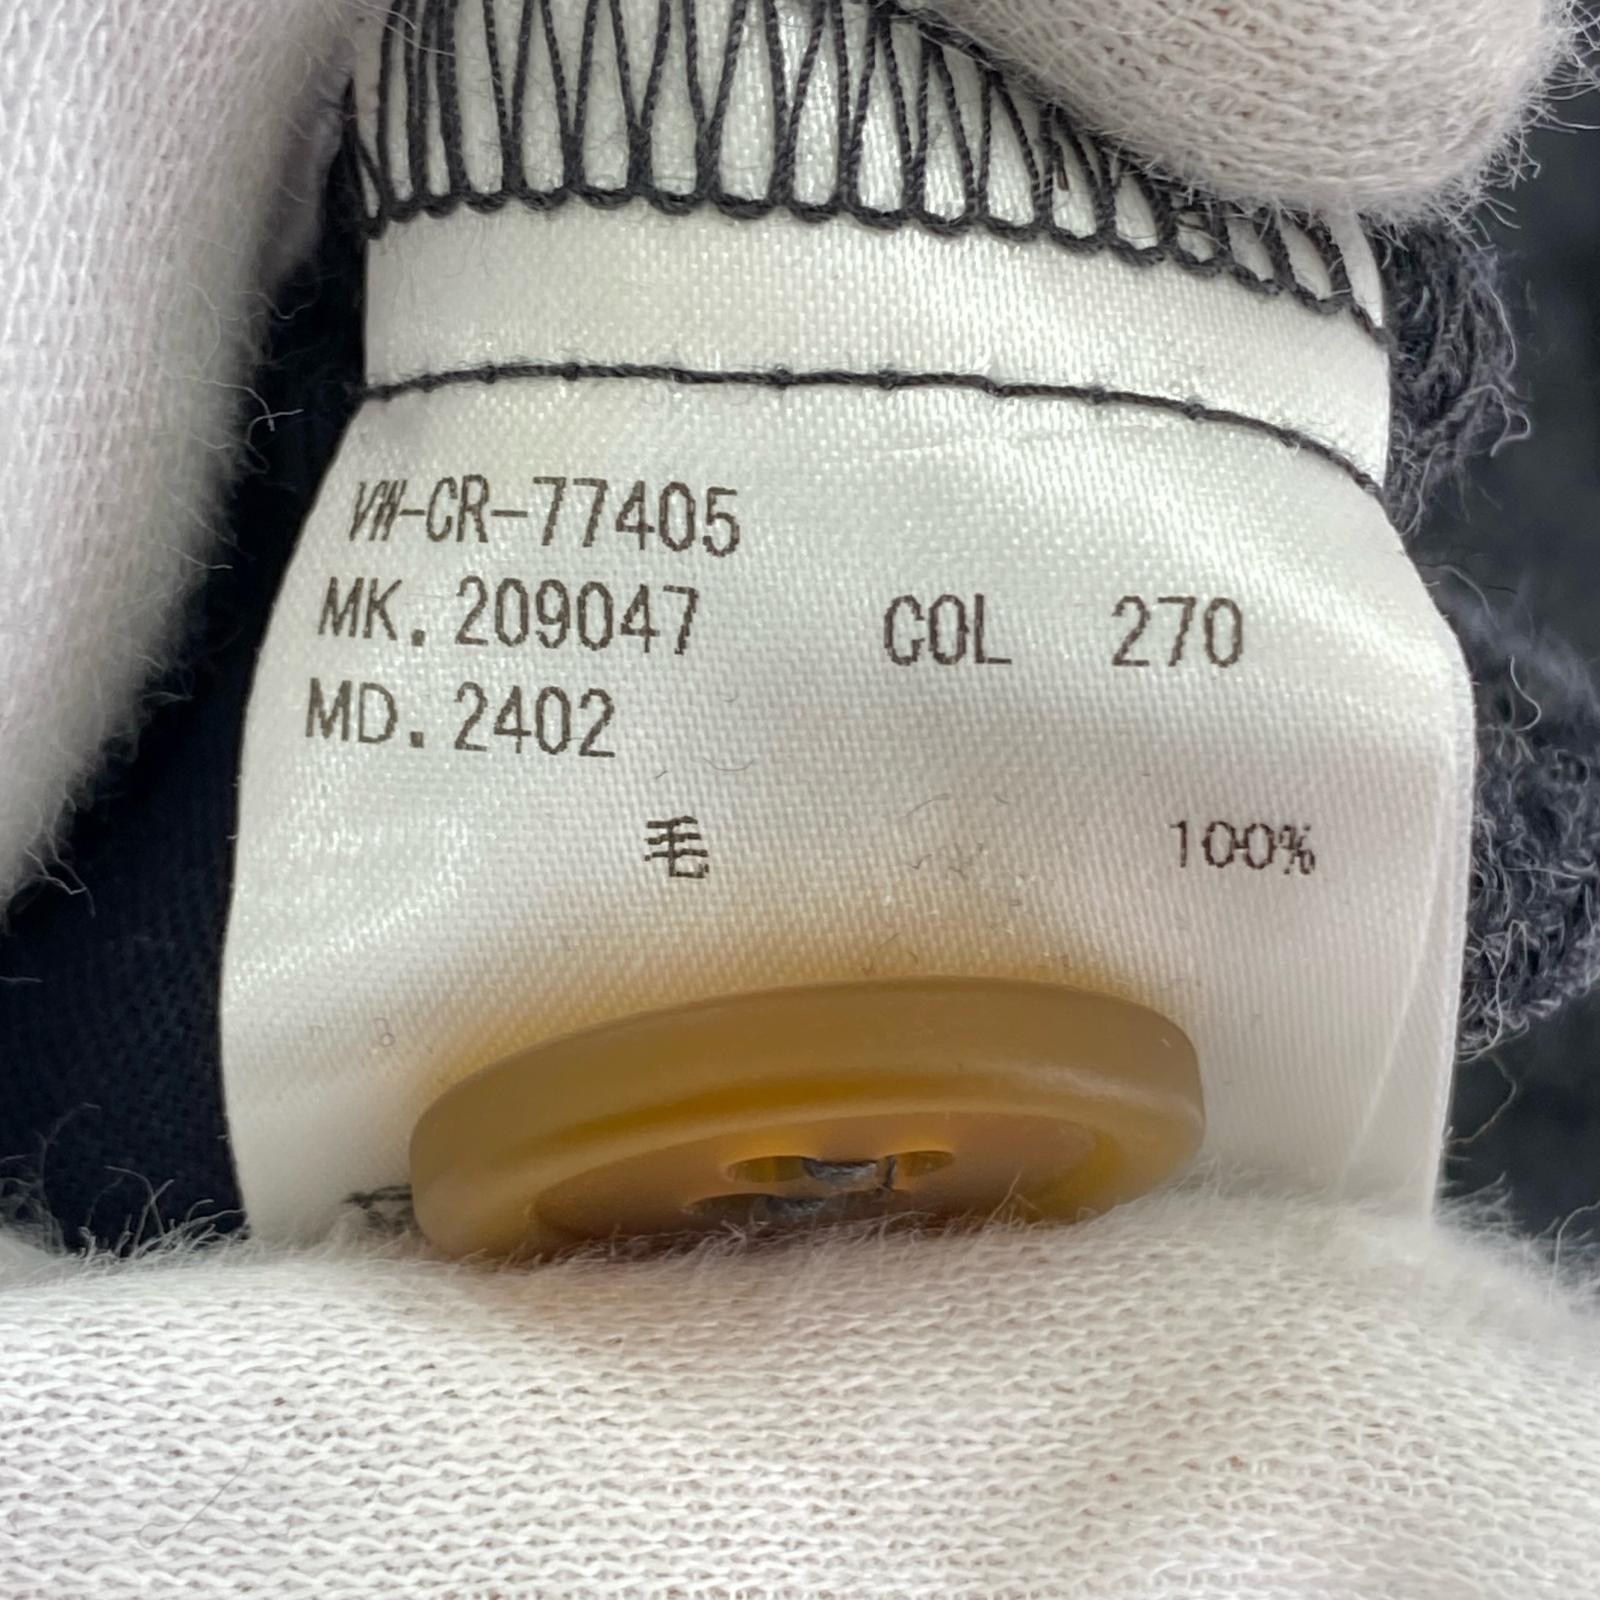 VW-CR-77405
MK. 209047 COL 270
MD. 2402
毛 100%